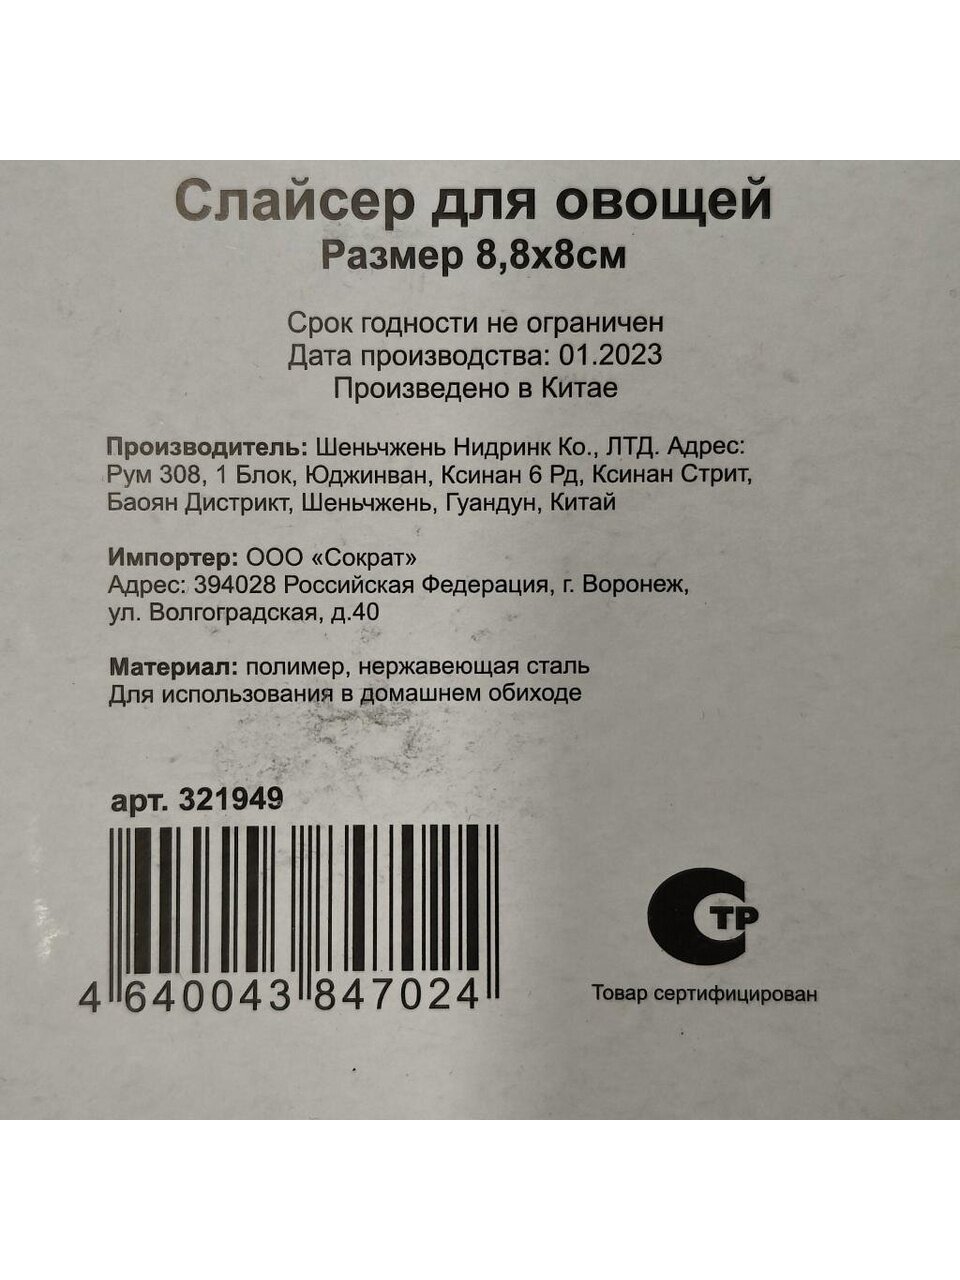 Слайсер для овощей
Размер 8,8х8см
Срок годности не ограничен
Дата производства: 01.2023
Произведено в Китае
Производитель: Шеньчжень Нидринк Ко., ЛТД. Адрес:
Рум 308, 1 Блок, Юджинван, Ксинан 6 Рд, Ксинан Стрит,
Баоян Дистрикт, Шеньчжень, Гуандун, Китай
Импортер: ООО «Сократ»
Адрес: 394028 Российская Федерация, г. Воронеж,
ул. Волгоградская, д.40
Материал: полимер, нержавеющая сталь
Для использования в домашнем обиходе
арт. 321949
4 640043 847024
СТР
Товар сертифицирован